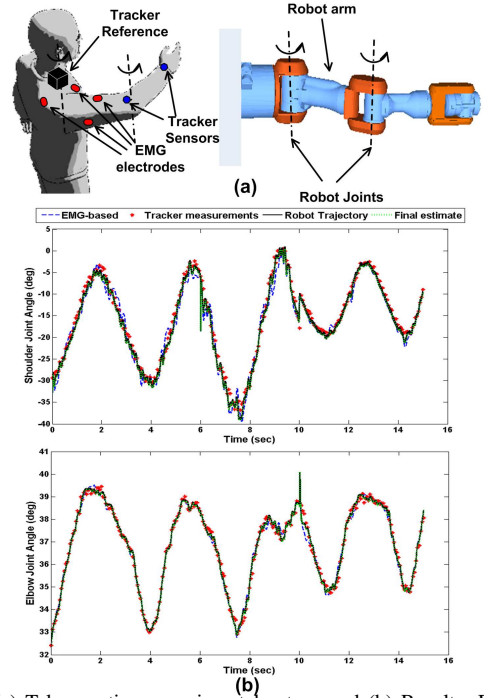 Tracker
Reference
Robot arm
Tracker
Sensors
EMG
electrodes
Robot Joints
(a)
EMG-based
Tracker measurements
Robot Trajectory
Final estimate
Shoulder Joint Angle (deg)
5
0
-5
-10
-15
-20
-25
-30
-35
-40
0 2 4 6 8 10 12 14 16
Time (sec)
Elbow Joint Angle (deg)
41
40
39
38
37
36
35
34
33
32
0 2 4 6 8 10 12 14 16
Time (sec)
(b)